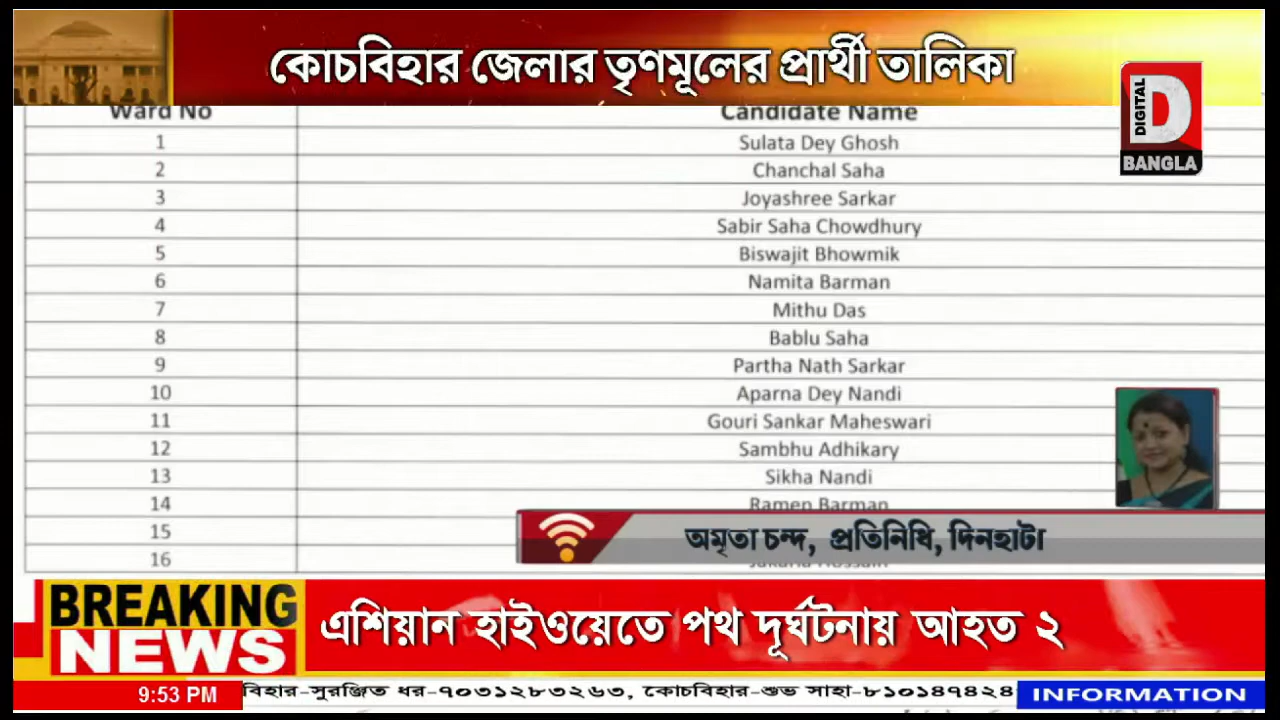 কোচবিহার জেলার তৃণমূলের প্রার্থী তালিকা
DIGITAL
BANGLA
Ward No Candidate Name
1 Sulata Dey Ghosh
2 Chanchal Saha
3 Joyashree Sarkar
4 Sabir Saha Chowdhury
5 Biswajit Bhowmik
6 Namita Barman
7 Mithu Das
8 Bablu Saha
9 Partha Nath Sarkar
10 Aparna Dey Nandi
11 Gouri Sankar Maheswari
12 Sambhu Adhikary
13 Sikha Nandi
14 Ramen Barman
15
16
অমৃতা চন্দ, প্রতিনিধি, দিনহাটা
BREAKING NEWS
এশিয়ান হাইওয়েতে পথ দূর্ঘটনায় আহত ২
9:53 PM বিহার-সুরজিত ধর-৭০৩১২৮৩২৬৩, কোচবিহার-শুভ সাহা-৮১০১৪৭৪২৪ INFORMATION